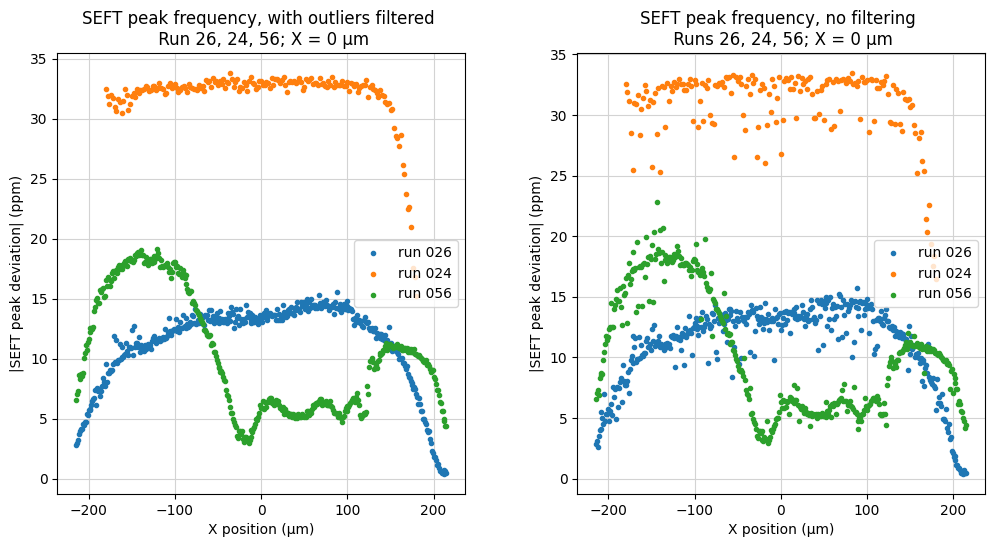 SEFT peak frequency, with outliers filtered
Run 26, 24, 56; X = 0 μm
35
30
25
20
15
10
5
0
|SEFT peak deviation| (ppm)
−200
−100
0
100
200
X position (μm)
run 026
run 024
run 056
SEFT peak frequency, no filtering
Runs 26, 24, 56; X = 0 μm
35
30
25
20
15
10
5
0
|SEFT peak deviation| (ppm)
−200
−100
0
100
200
X position (μm)
run 026
run 024
run 056